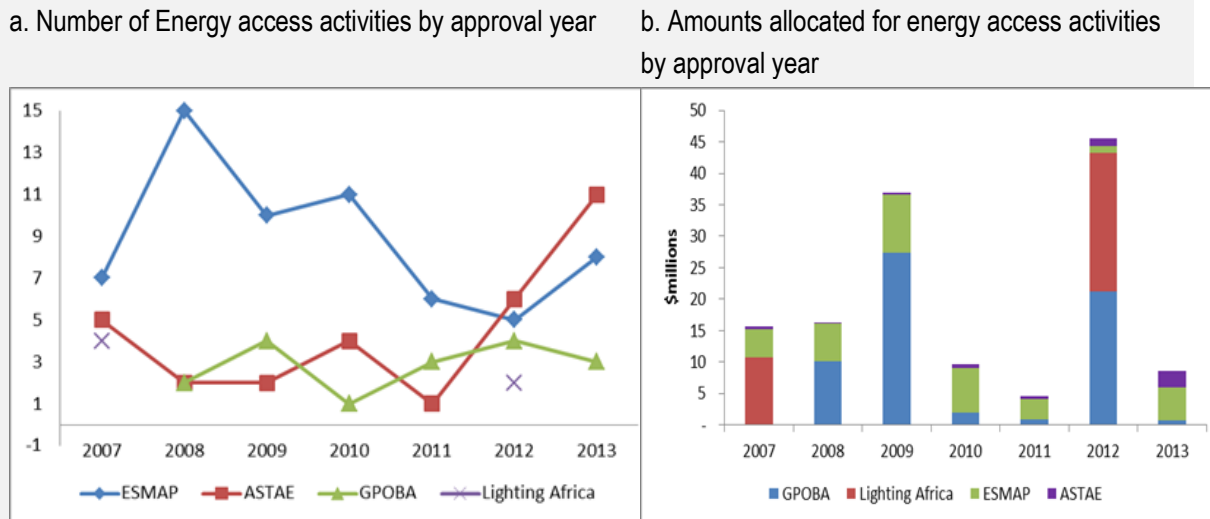 a. Number of Energy access activities by approval year
b. Amounts allocated for energy access activities
by approval year
15
13
11
9
7
5
3
1
-1
2007 2008 2009 2010 2011 2012 2013
ESMAP ASTAE GPOBA Lighting Africa
$millions
50
45
40
35
30
25
20
15
10
5
-
2007 2008 2009 2010 2011 2012 2013
GPOBA Lighting Africa ESMAP ASTAE